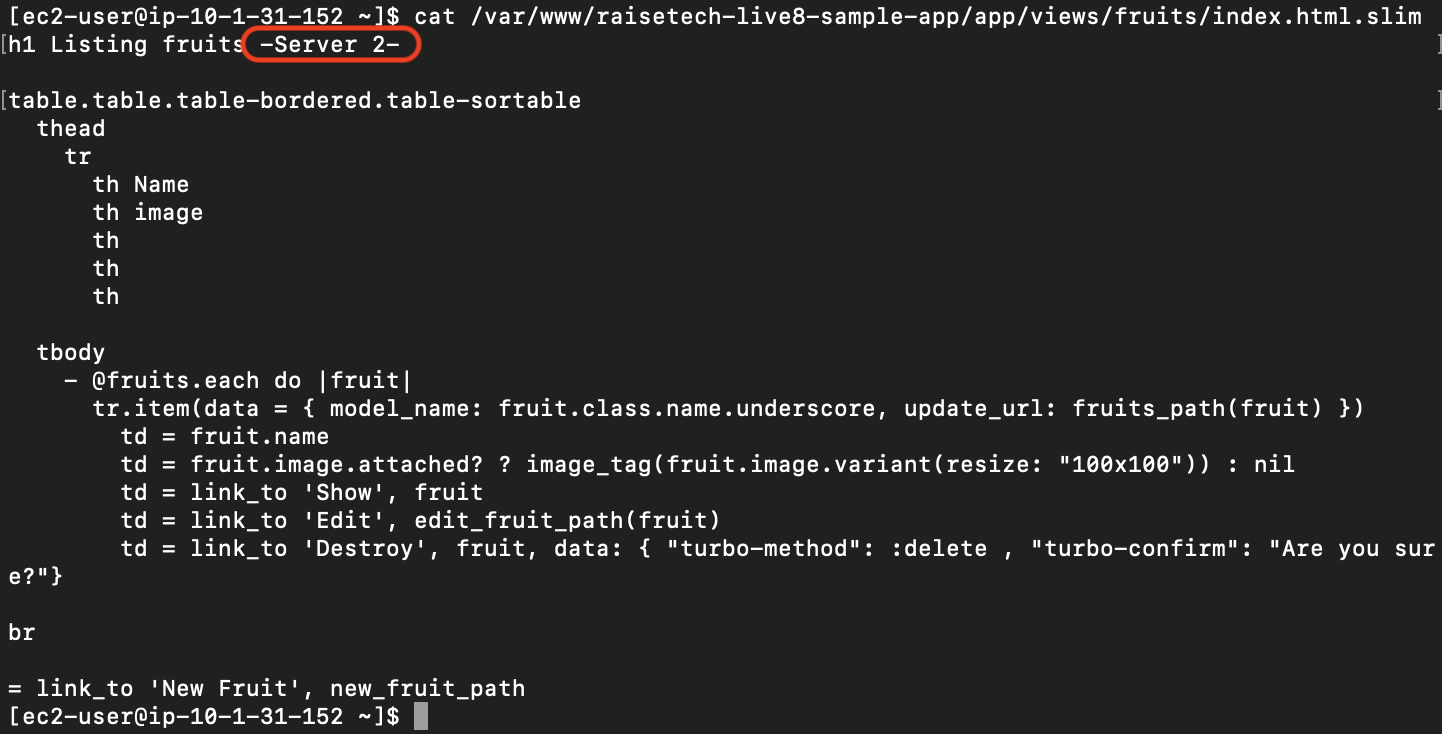 [ec2-user@ip-10-1-31-152 ~]$ cat /var/www/raisetech-live8-sample-app/app/views/fruits/index.html.slim
h1 Listing fruits -Server 2-

table.table.table-bordered.table-sortable
  thead
    tr
      th Name
      th image
      th
      th
      th

  tbody
    - @fruits.each do |fruit|
      tr.item(data = { model_name: fruit.class.name.underscore, update_url: fruits_path(fruit) })
        td = fruit.name
        td = fruit.image.attached? ? image_tag(fruit.image.variant(resize: "100x100")) : nil
        td = link_to 'Show', fruit
        td = link_to 'Edit', edit_fruit_path(fruit)
        td = link_to 'Destroy', fruit, data: { "turbo-method": :delete , "turbo-confirm": "Are you sur
e?"}

br

= link_to 'New Fruit', new_fruit_path
[ec2-user@ip-10-1-31-152 ~]$